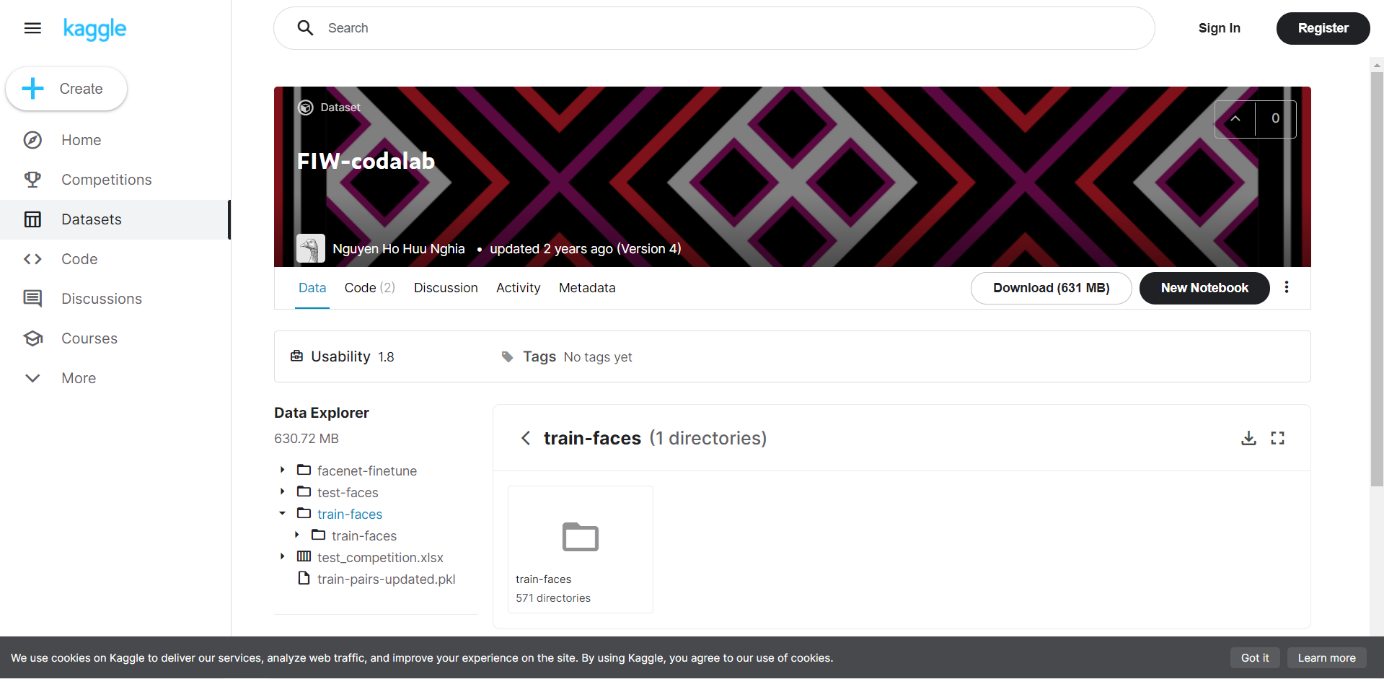 kaggle
Search
Sign In
Register
Create
Home
Competitions
Datasets
Code
Discussions
Courses
More
Dataset
0
FIW-codalab
Nguyen Ho Huu Nghia • updated 2 years ago (Version 4)
Data Code (2) Discussion Activity Metadata
Download (631 MB)
New Notebook
Usability 1.8
Tags No tags yet
Data Explorer
630.72 MB
facenet-finetune
test-faces
train-faces
train-faces
test_competition.xlsx
train-pairs-updated.pkl
train-faces (1 directories)
train-faces
571 directories
We use cookies on Kaggle to deliver our services, analyze web traffic, and improve your experience on the site. By using Kaggle, you agree to our use of cookies.
Got it
Learn more